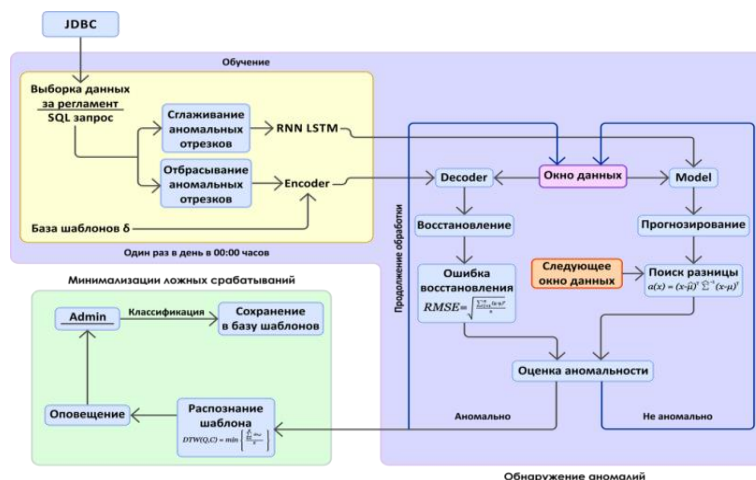 JDBC
Обучение
Выборка данных
за регламент
SQL запрос
Сглаживание
аномальных
отрезков
RNN LSTM
Отбрасывание
аномальных
отрезков
Encoder
База шаблонов δ
Один раз в день в 00:00 часов
Decoder
Окно данных
Model
Восстановление
Прогнозирование
Продолжение обработки
Ошибка
восстановления
RMSE=
Следующее
окно данных
Поиск разницы
Оценка аномальности
Аномально
Не аномально
Минимализации ложных срабатываний
Admin
Классификация
Сохранение
в базу шаблонов
Оповещение
Распознание
шаблона
DTW(Q,C) = min
Обнаружение аномалий